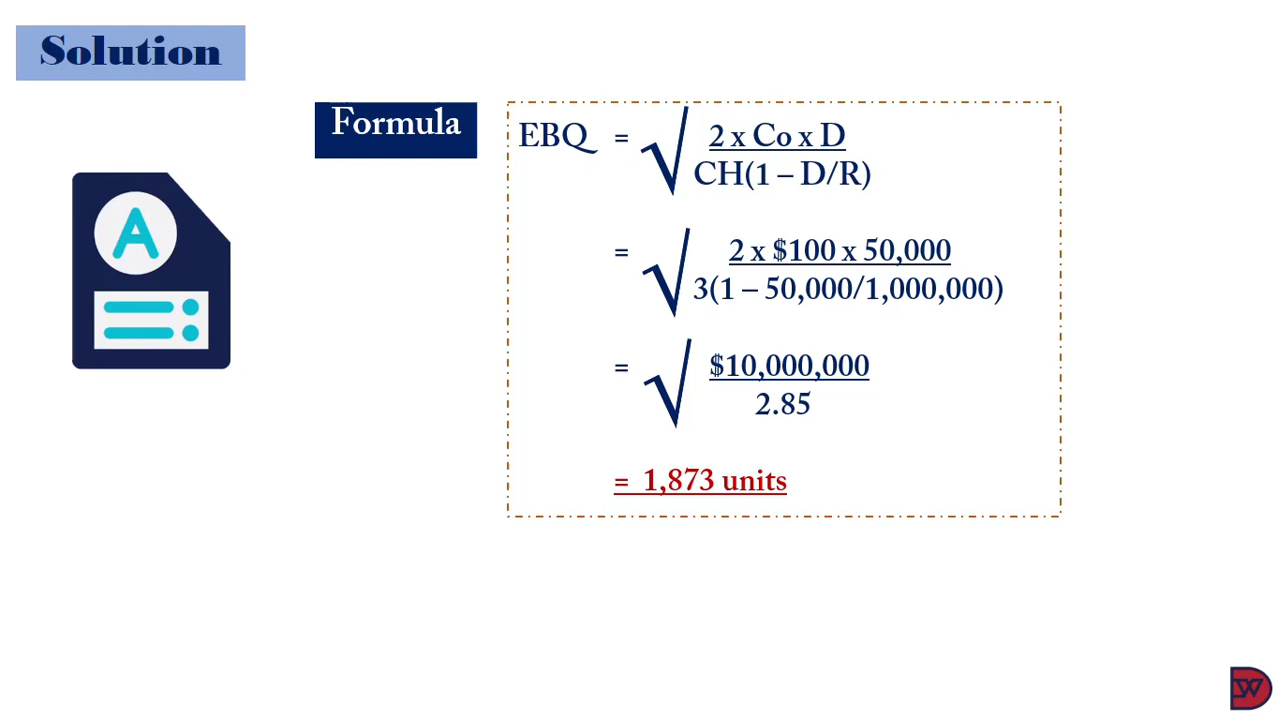 Solution
Formula
EBQ = √ 2 x Co x D
CH(1 – D/R)
= √ 2 x $100 x 50,000
3(1 – 50,000/1,000,000)
= √ $10,000,000
2.85
= 1,873 units
A
DW